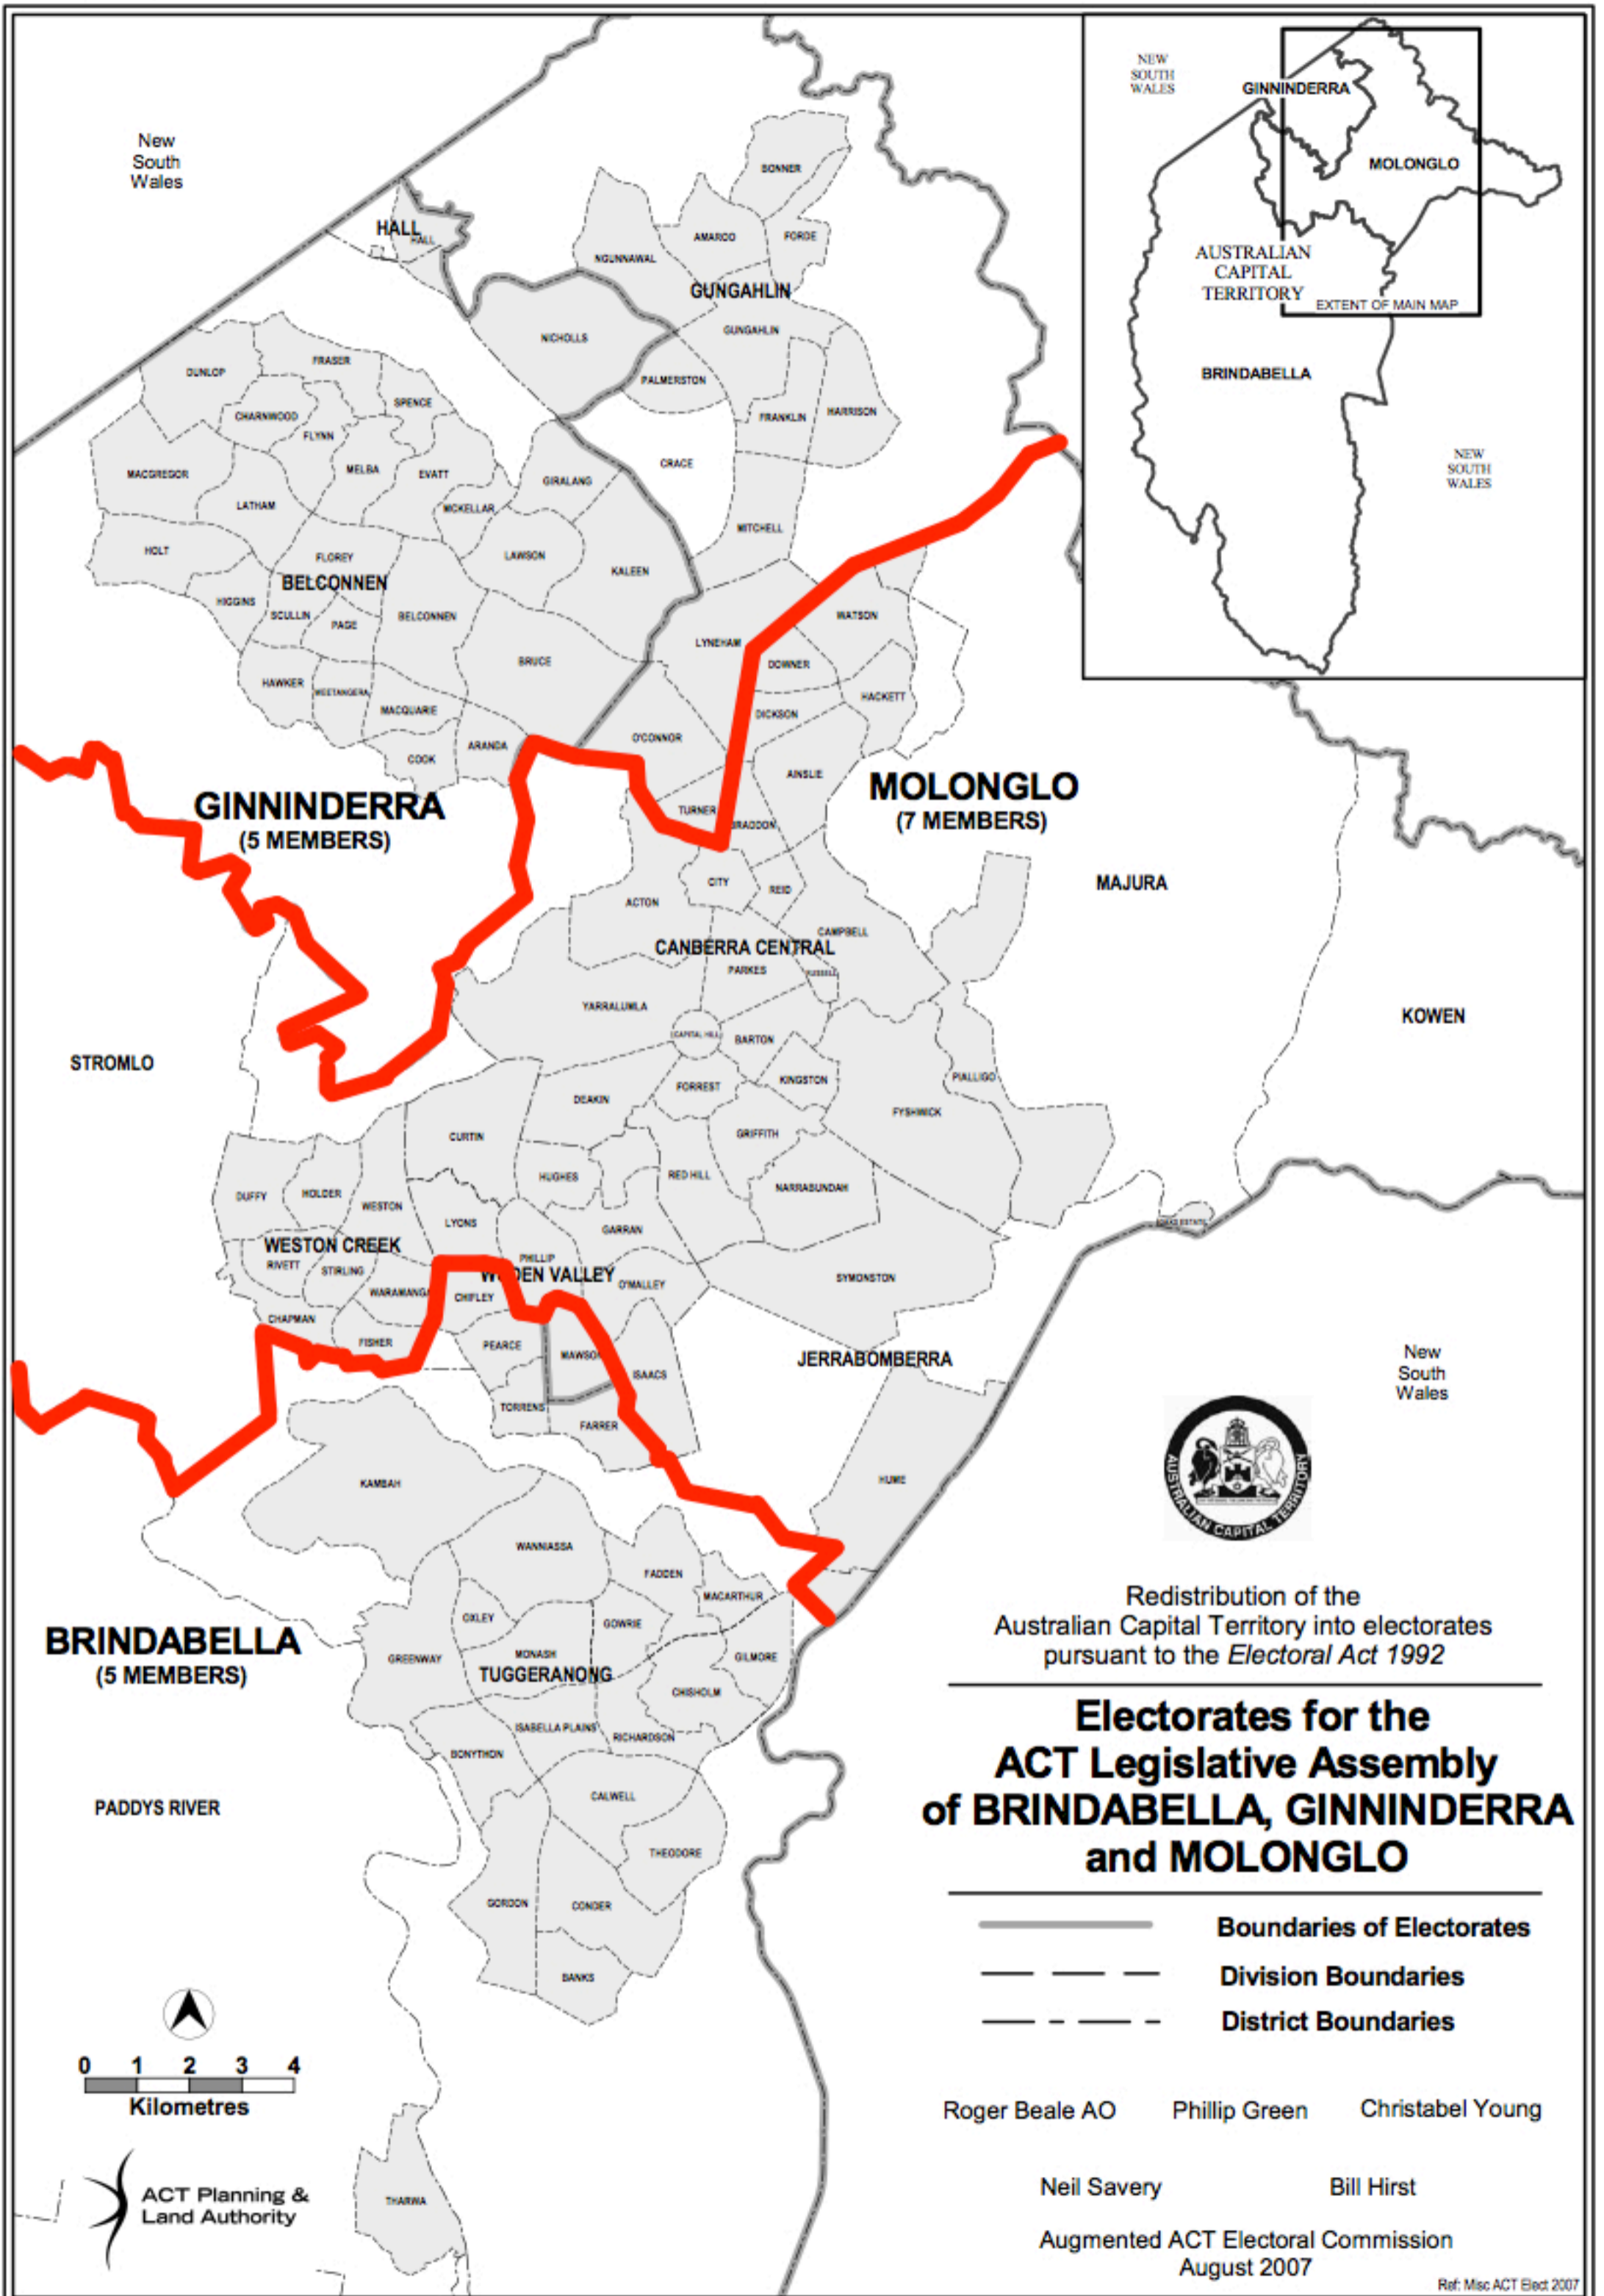 New
South
Wales
HALL
HALL
BONNER
AMAROO
FORDE
NGUNNAWAL
GUNGAHLIN
GUNGAHLIN
NICHOLLS
PALMERSTON
FRANKLIN
HARRISON
CRACE
MITCHELL
DUNLOP
FRASER
CHARNWOOD
SPENCE
FLYNN
MACGREGOR
MELBA
EVATT
GIRALANG
LATHAM
MCKELLAR
HOLT
FLOREY
LAWSON
KALEEN
BELCONNEN
HIGGINS
SCULLIN
PAGE
BELCONNEN
BRUCE
HAWKER
WEETANGERA
MACQUARIE
COOK
ARANDA
LYNEHAM
WATSON
DOWNER
HACKETT
DICKSON
O'CONNOR
AINSLIE
GINNINDERRA
(5 MEMBERS)
MOLONGLO
(7 MEMBERS)
TURNER
BRADDON
CITY
REID
ACTON
CAMPBELL
CANBERRA CENTRAL
PARKES
RUSSELL
YARRALUMLA
CAPITAL HILL
BARTON
MAJURA
KOWEN
STROMLO
DEAKIN
FORREST
KINGSTON
PIALLIGO
FYSHWICK
CURTIN
GRIFFITH
HUGHES
RED HILL
NARRABUNDAH
DUFFY
HOLDER
WESTON
LYONS
GARRAN
OAKS ESTATE
WESTON CREEK
RIVETT
STIRLING
PHILLIP
WODEN VALLEY
O'MALLEY
SYMONSTON
WARAMANGA
CHIFLEY
CHAPMAN
FISHER
PEARCE
MAWSON
ISAACS
JERRABOMBERRA
TORRENS
FARRER
KAMBAH
HUME
WANNIASSA
FADDEN
MACARTHUR
OXLEY
GOWRIE
BRINDABELLA
(5 MEMBERS)
GREENWAY
MONASH
GILMORE
TUGGERANONG
CHISHOLM
ISABELLA PLAINS
RICHARDSON
BONYTHON
PADDYS RIVER
CALWELL
THEODORE
GORDON
CONDER
BANKS
THARWA
0 1 2 3 4
Kilometres
ACT Planning &
Land Authority
NEW
SOUTH
WALES
GINNINDERRA
MOLONGLO
AUSTRALIAN
CAPITAL
TERRITORY
EXTENT OF MAIN MAP
BRINDABELLA
NEW
SOUTH
WALES
New
South
Wales
AUSTRALIAN CAPITAL TERRITORY
Redistribution of the
Australian Capital Territory into electorates
pursuant to the Electoral Act 1992
Electorates for the
ACT Legislative Assembly
of BRINDABELLA, GINNINDERRA
and MOLONGLO
Boundaries of Electorates
Division Boundaries
District Boundaries
Roger Beale AO Phillip Green Christabel Young
Neil Savery Bill Hirst
Augmented ACT Electoral Commission
August 2007
Ref: Misc ACT Elect 2007